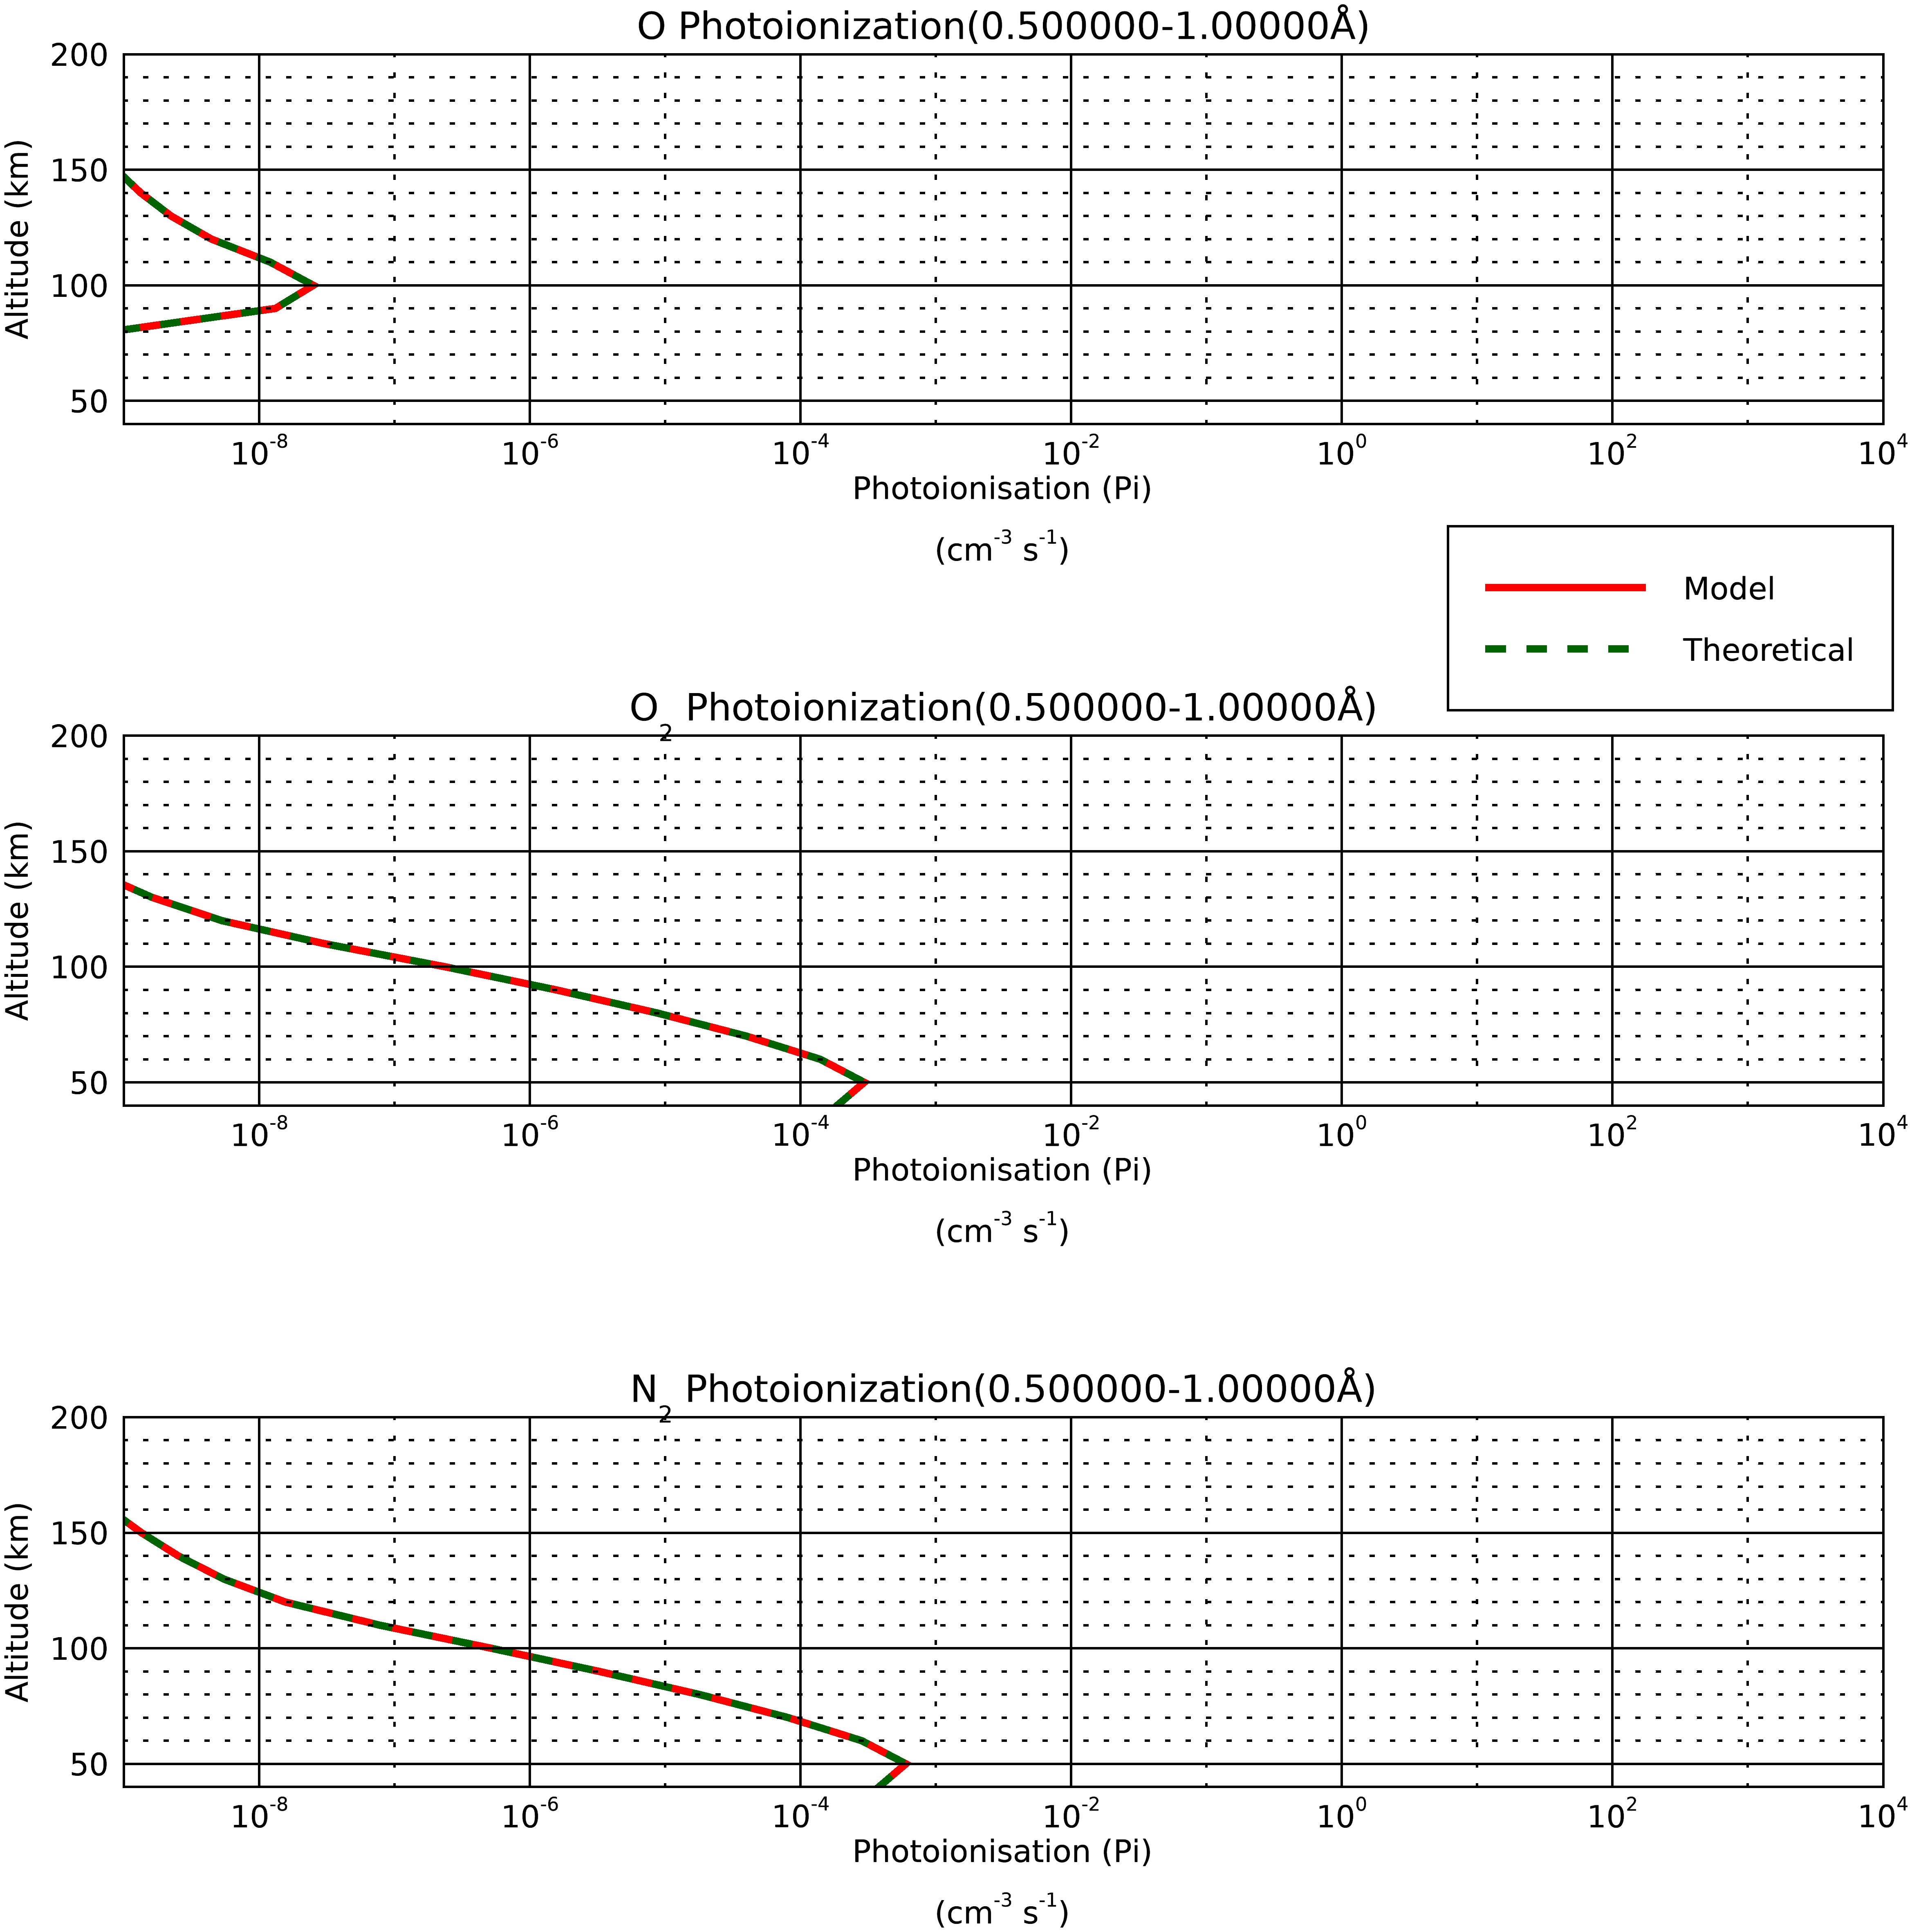 O Photoionization(0.500000-1.00000Å)
200
150
100
50
Altitude (km)
10⁻⁸ 10⁻⁶ 10⁻⁴ 10⁻² 10⁰ 10² 10⁴
Photoionisation (Pi)
(cm⁻³ s⁻¹)
Model
Theoretical
O₂ Photoionization(0.500000-1.00000Å)
200
150
100
50
Altitude (km)
10⁻⁸ 10⁻⁶ 10⁻⁴ 10⁻² 10⁰ 10² 10⁴
Photoionisation (Pi)
(cm⁻³ s⁻¹)
N₂ Photoionization(0.500000-1.00000Å)
200
150
100
50
Altitude (km)
10⁻⁸ 10⁻⁶ 10⁻⁴ 10⁻² 10⁰ 10² 10⁴
Photoionisation (Pi)
(cm⁻³ s⁻¹)